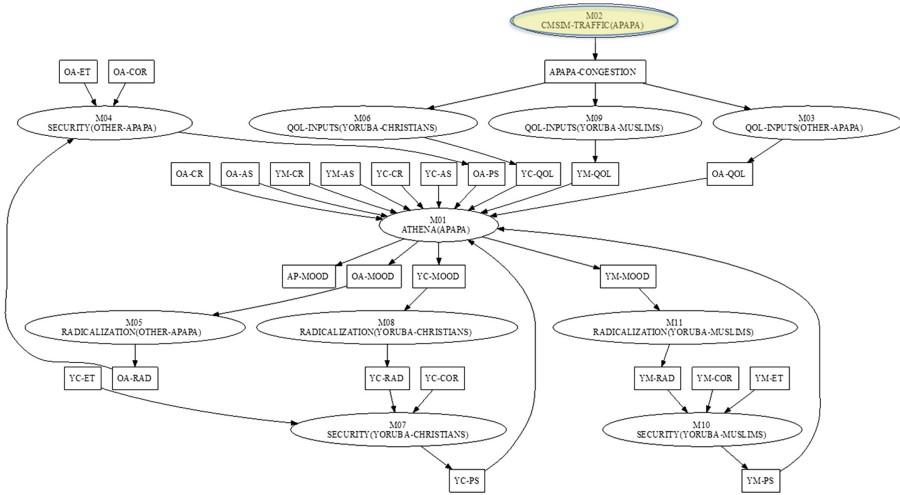 M02
CMSIM-TRAFFIC(APAPA)
OA-ET
OA-COR
APAPA-CONGESTION
M04
SECURITY(OTHER-APAPA)
M06
QOL-INPUTS(YORUBA-CHRISTIANS)
M09
QOL-INPUTS(YORUBA-MUSLIMS)
M03
QOL-INPUTS(OTHER-APAPA)
OA-CR
OA-AS
YM-CR
YM-AS
YC-CR
YC-AS
OA-PS
YC-QOL
YM-QOL
OA-QOL
M01
ATHENA(APAPA)
AP-MOOD
OA-MOOD
YC-MOOD
YM-MOOD
M05
RADICALIZATION(OTHER-APAPA)
M08
RADICALIZATION(YORUBA-CHRISTIANS)
M11
RADICALIZATION(YORUBA-MUSLIMS)
YC-ET
OA-RAD
YC-RAD
YC-COR
YM-RAD
YM-COR
YM-ET
M07
SECURITY(YORUBA-CHRISTIANS)
M10
SECURITY(YORUBA-MUSLIMS)
YC-PS
YM-PS